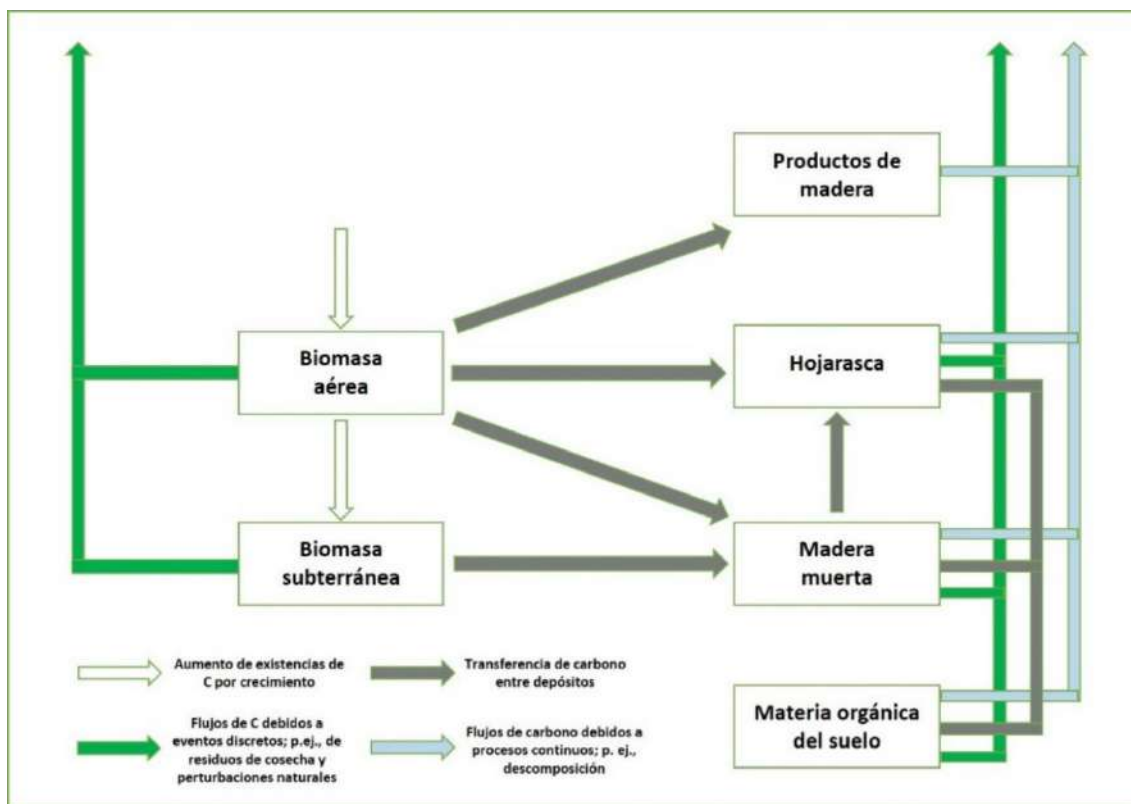 Productos de
madera
Biomasa
aérea
Hojarasca
Biomasa
subterránea
Madera
muerta
Aumento de existencias de
C por crecimiento
Transferencia de carbono
entre depósitos
Flujos de C debidos a
eventos discretos; p.ej., de
residuos de cosecha y
perturbaciones naturales
Flujos de carbono debidos a
procesos continuos; p. ej.,
descomposición
Materia orgánica
del suelo